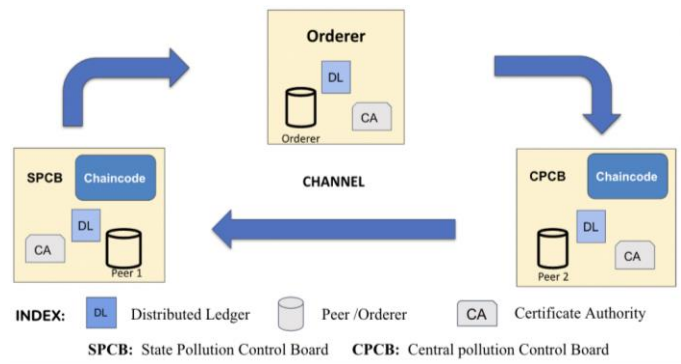 Orderer
DL
CA
Orderer
SPCB
Chaincode
DL
CA
Peer 1
CHANNEL
CPCB
Chaincode
DL
CA
Peer 2
INDEX: DL Distributed Ledger Peer /Orderer CA Certificate Authority
SPCB: State Pollution Control Board CPCB: Central pollution Control Board